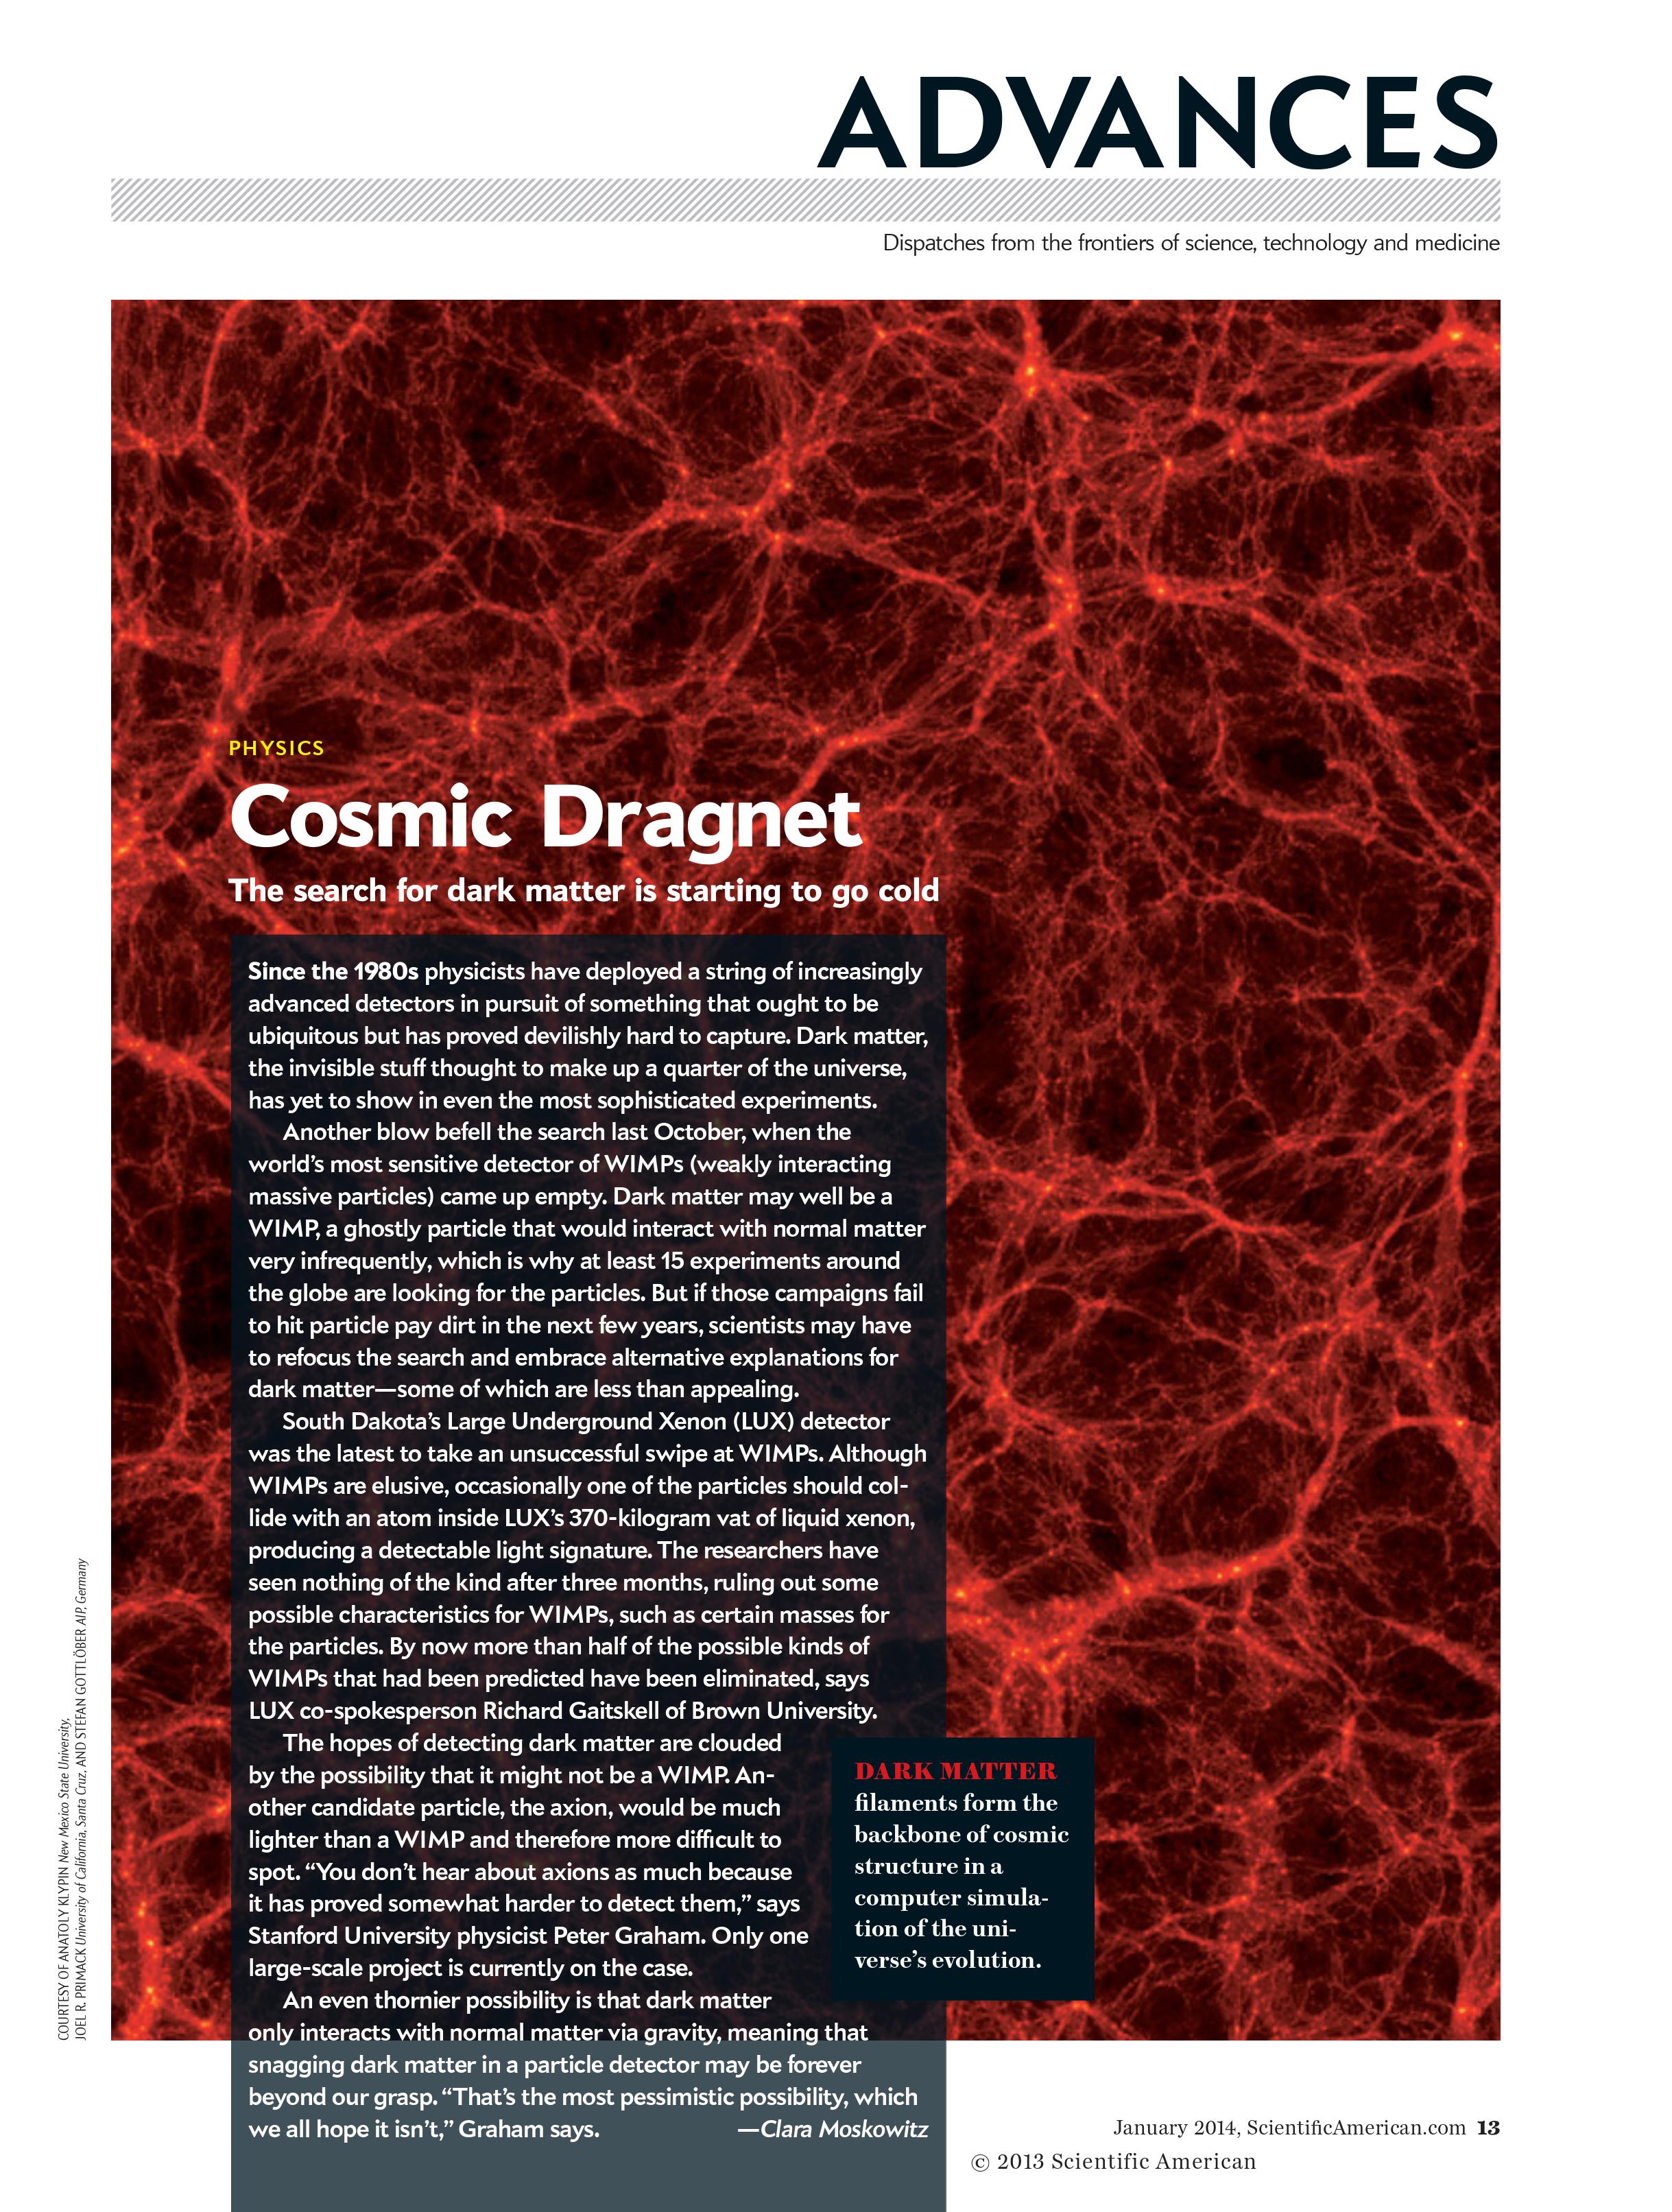 ADVANCES
Dispatches from the frontiers of science, technology and medicine
PHYSICS
Cosmic Dragnet
The search for dark matter is starting to go cold
Since the 1980s physicists have deployed a string of increasingly
advanced detectors in pursuit of something that ought to be
ubiquitous but has proved devilishly hard to capture. Dark matter,
the invisible stuff thought to make up a quarter of the universe,
has yet to show in even the most sophisticated experiments.
Another blow befell the search last October, when the
world’s most sensitive detector of WIMPs (weakly interacting
massive particles) came up empty. Dark matter may well be a
WIMP, a ghostly particle that would interact with normal matter
very infrequently, which is why at least 15 experiments around
the globe are looking for the particles. But if those campaigns fail
to hit particle pay dirt in the next few years, scientists may have
to refocus the search and embrace alternative explanations for
dark matter—some of which are less than appealing.
South Dakota’s Large Underground Xenon (LUX) detector
was the latest to take an unsuccessful swipe at WIMPs. Although
WIMPs are elusive, occasionally one of the particles should col-
lide with an atom inside LUX’s 370-kilogram vat of liquid xenon,
producing a detectable light signature. The researchers have
seen nothing of the kind after three months, ruling out some
possible characteristics for WIMPs, such as certain masses for
the particles. By now more than half of the possible kinds of
WIMPs that had been predicted have been eliminated, says
LUX co-spokesperson Richard Gaitskell of Brown University.
The hopes of detecting dark matter are clouded
by the possibility that it might not be a WIMP. An-
other candidate particle, the axion, would be much
lighter than a WIMP and therefore more difficult to
spot. “You don’t hear about axions as much because
it has proved somewhat harder to detect them,” says
Stanford University physicist Peter Graham. Only one
large-scale project is currently on the case.
An even thornier possibility is that dark matter
only interacts with normal matter via gravity, meaning that
snagging dark matter in a particle detector may be forever
beyond our grasp. “That’s the most pessimistic possibility, which
we all hope it isn’t,” Graham says. —Clara Moskowitz
DARK MATTER
filaments form the
backbone of cosmic
structure in a
computer simula-
tion of the uni-
verse’s evolution.
COURTESY OF ANATOLY KLYPIN New Mexico State University,
JOEL R. PRIMACK University of California, Santa Cruz, AND STEFAN GOTTLÖBER AIP, Germany
January 2014, ScientificAmerican.com 13
© 2013 Scientific American